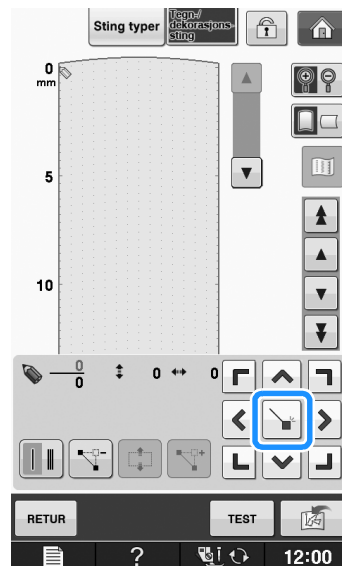 Sting typer
Tegn-/
dekorasjons-
sting
0
mm
5
10
0
0
0
0
RETUR
TEST
?
12:00